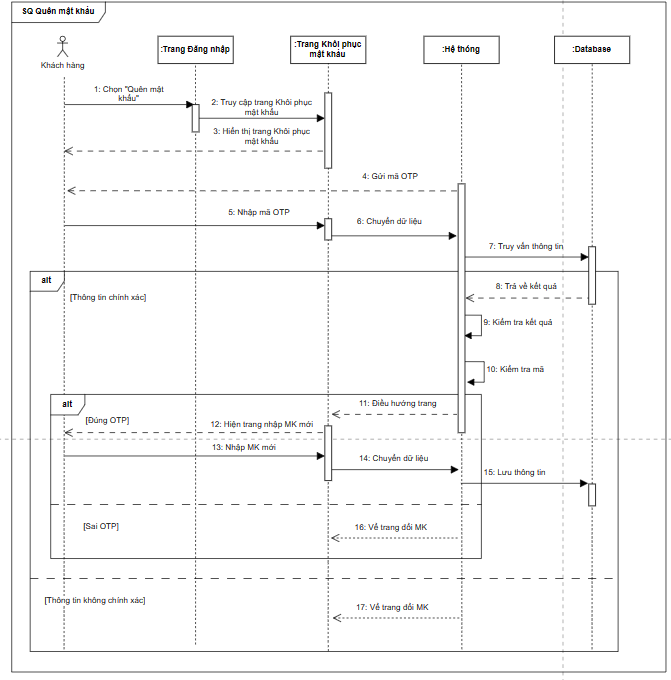 SQ Quên mật khẩu
Khách hàng
:Trang Đăng nhập
:Trang Khôi phục
mật khẩu
:Hệ thống
:Database
1: Chọn "Quên mật
khẩu"
2: Truy cập trang Khôi phục
mật khẩu
3: Hiển thị trang Khôi phục
mật khẩu
4: Gửi mã OTP
5: Nhập mã OTP
6: Chuyển dữ liệu
7: Truy vấn thông tin
alt
[Thông tin chính xác]
8: Trả về kết quả
9: Kiểm tra kết quả
10: Kiểm tra mã
alt
[Đúng OTP]
11: Điều hướng trang
12: Hiện trang nhập MK mới
13: Nhập MK mới
14: Chuyển dữ liệu
15: Lưu thông tin
[Sai OTP]
16: Về trang dổi MK
[Thông tin không chính xác]
17: Về trang dổi MK